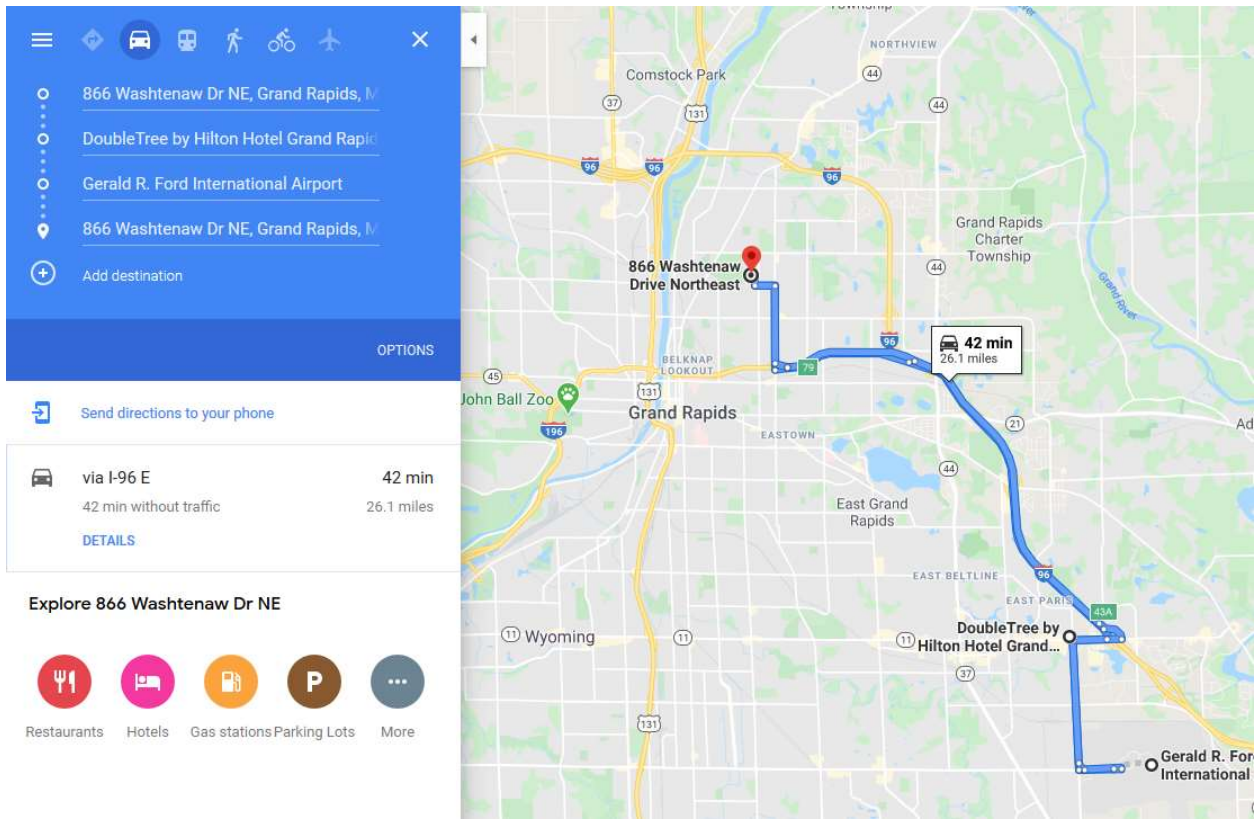 866 Washtenaw Dr NE, Grand Rapids, M
DoubleTree by Hilton Hotel Grand Rapid
Gerald R. Ford International Airport
866 Washtenaw Dr NE, Grand Rapids, M
Add destination
OPTIONS
Send directions to your phone
via I-96 E
42 min
42 min without traffic
26.1 miles
DETAILS
Explore 866 Washtenaw Dr NE
P
Restaurants
Hotels
Gas stations
Parking Lots
More
Township
NORTHVIEW
44
Comstock Park
37
131
44
96
96
96
Grand Rapids
Charter
Township
866 Washtenaw
Drive Northeast
44
Grand River
96
42 min
26.1 miles
BELKNAP
LOOKOUT
79
45
131
John Ball Zoo
Grand Rapids
196
EASTOWN
21
Ad
44
East Grand
Rapids
EAST BELTLINE
96
EAST PARIS
43A
11
Wyoming
11
11
DoubleTree by
Hilton Hotel Grand...
37
131
Gerald R. For
International